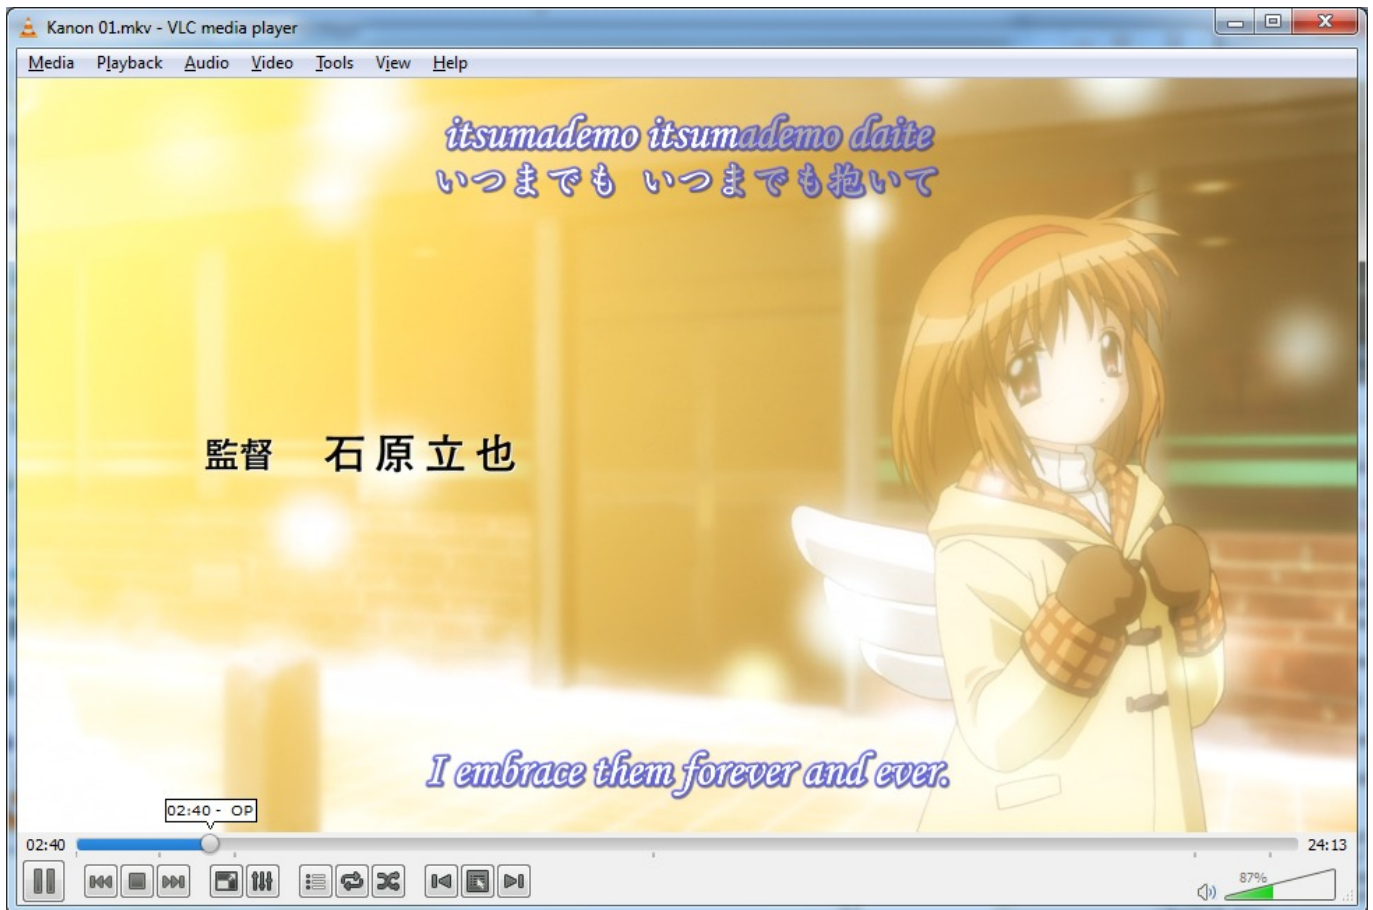 Kanon 01.mkv - VLC media player
Media Playback Audio Video Tools View Help
itsumademo itsumademo daite
いつまでも いつまでも抱いて
監督 石原立也
I embrace them forever and ever.
02:40 - OP
02:40 24:13
87%